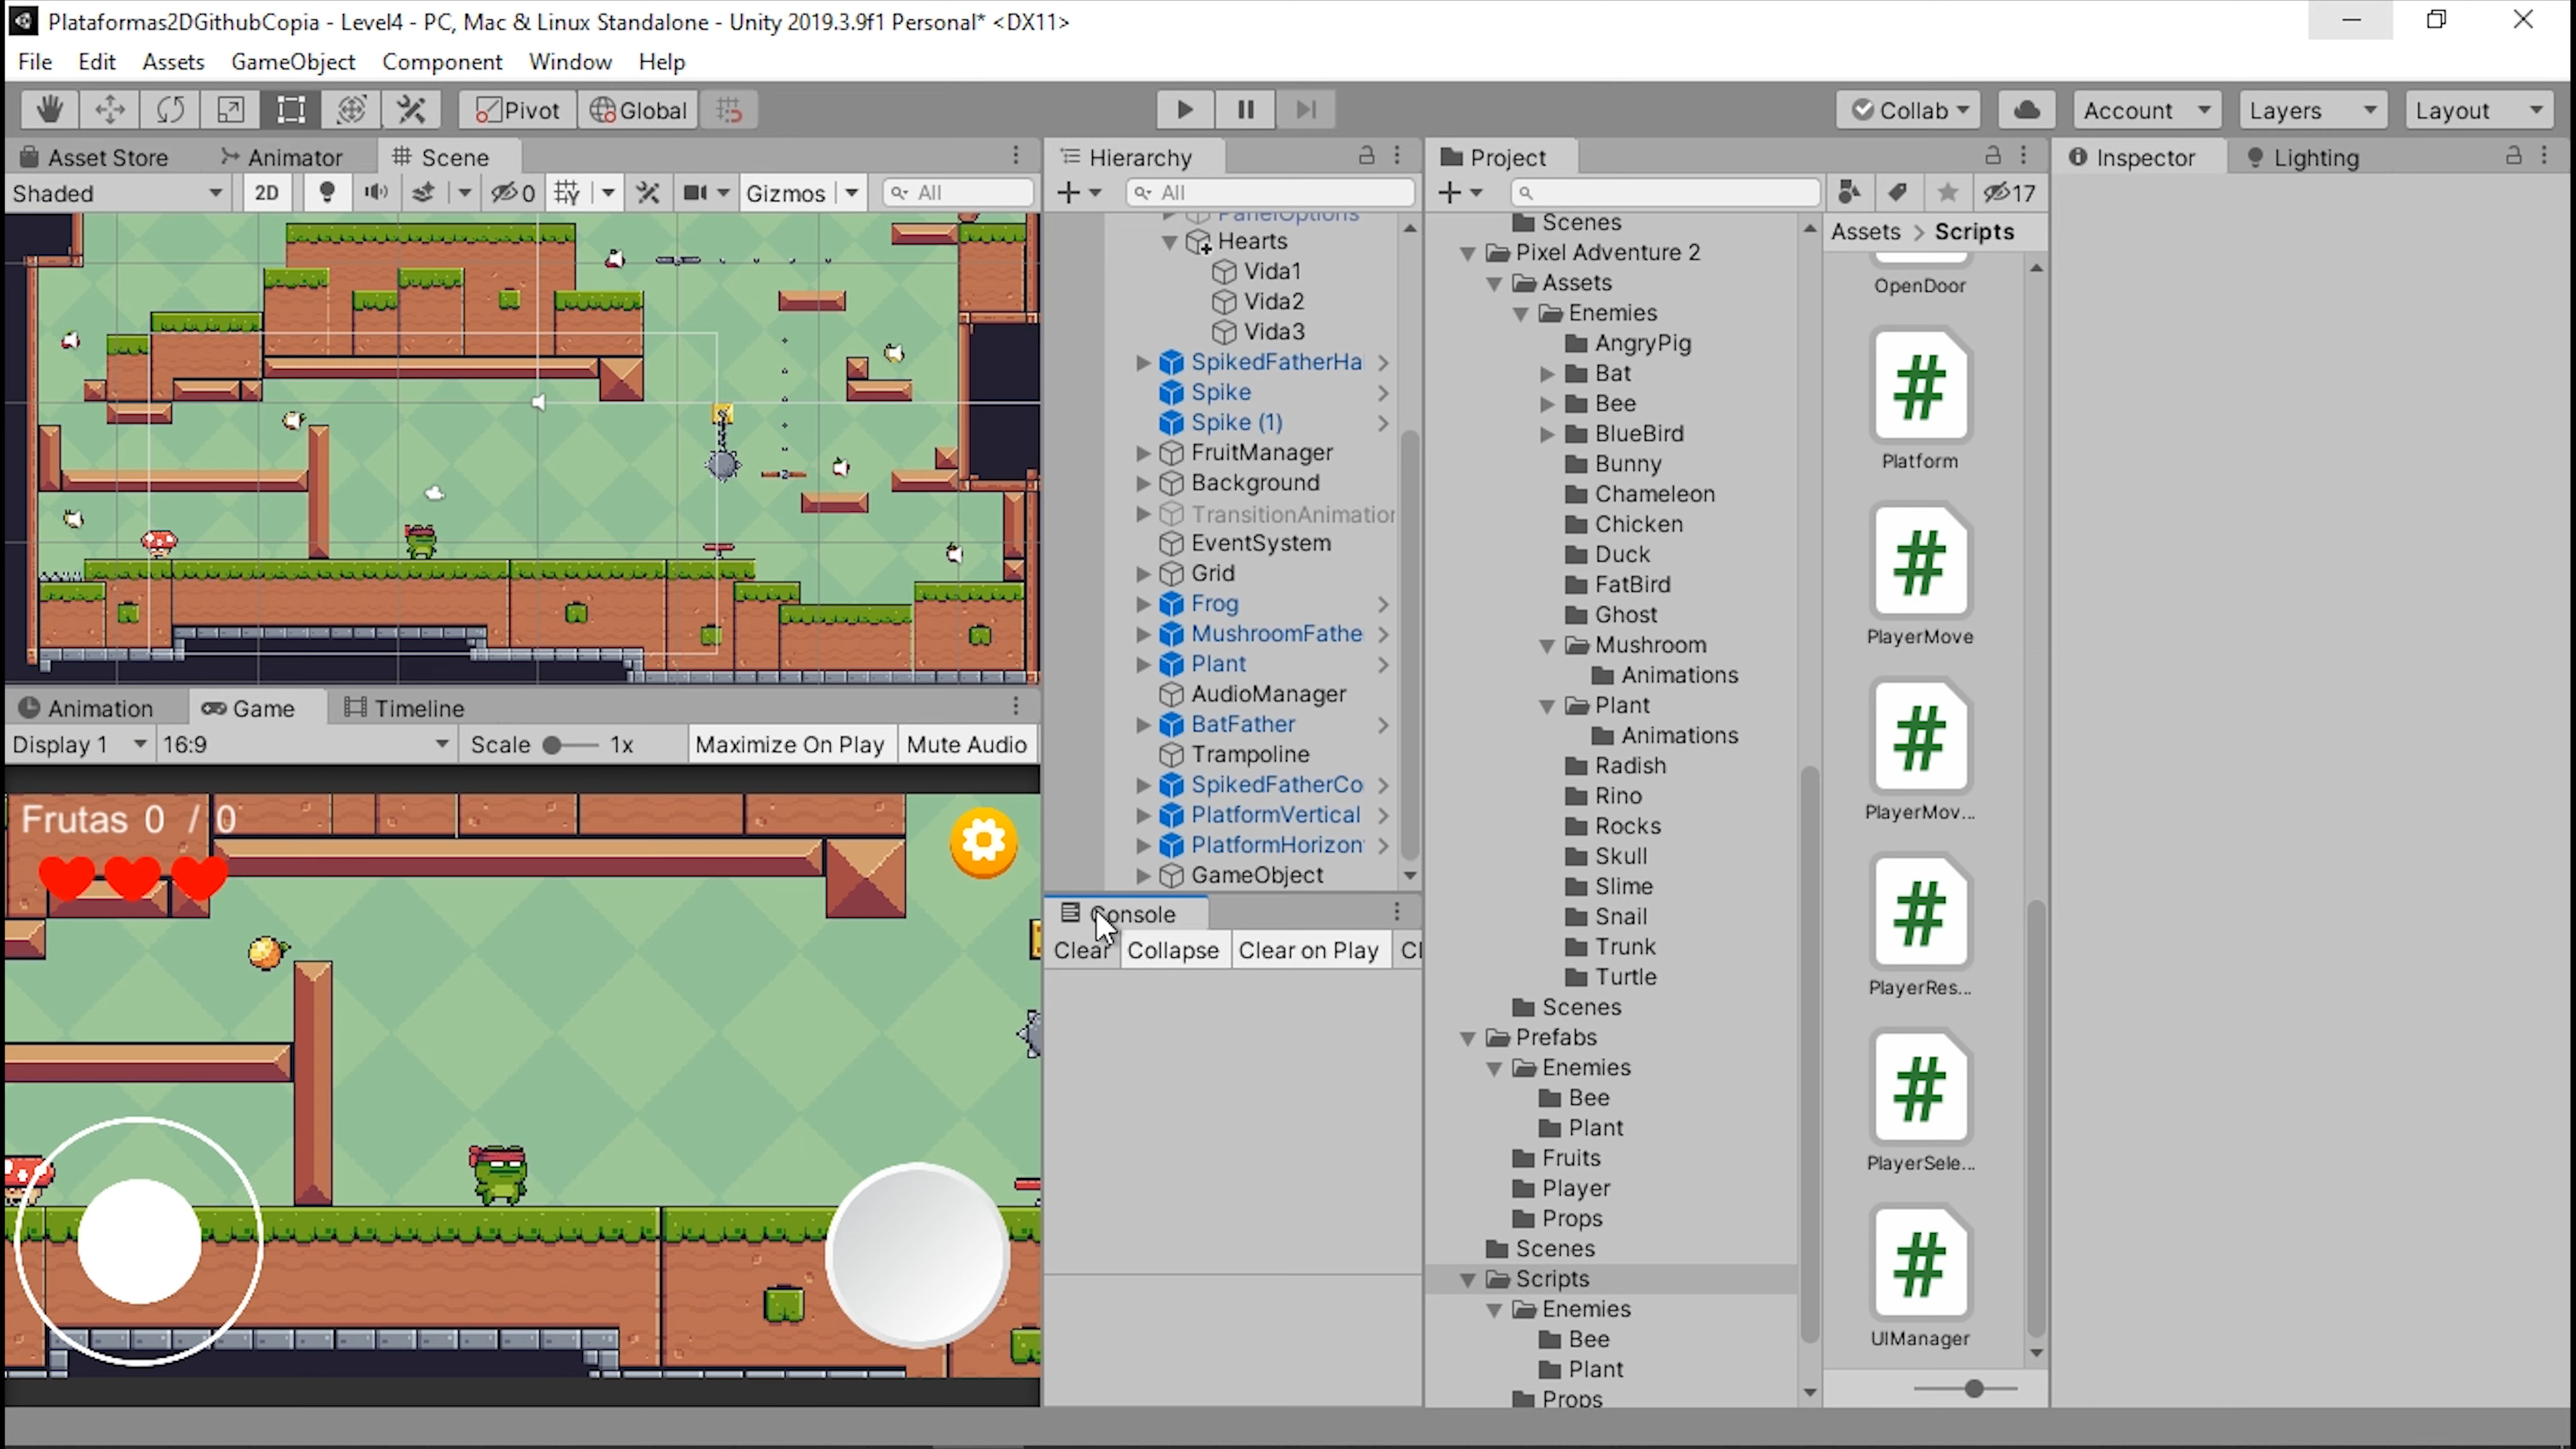 Plataformas2DGithubCopia - Level4 - PC, Mac & Linux Standalone - Unity 2019.3.9f1 Personal* <DX11>
File Edit Assets GameObject Component Window Help
Pivot Global Collab Account Layers Layout
Asset Store Animator Scene
Shaded 2D 0 Gizmos All
Animation Game Timeline
Display 1 16:9 Scale 1x Maximize On Play Mute Audio
Frutas 0 / 0
Hierarchy
All
PanelOptions
Hearts
Vida1
Vida2
Vida3
SpikedFatherHa
Spike
Spike (1)
FruitManager
Background
TransitionAnimation
EventSystem
Grid
Frog
MushroomFathe
Plant
AudioManager
BatFather
Trampoline
SpikedFatherCo
PlatformVertical
PlatformHorizon
GameObject
Console
Clear Collapse Clear on Play Cl
Project
17
Scenes
Pixel Adventure 2
Assets
Enemies
AngryPig
Bat
Bee
BlueBird
Bunny
Chameleon
Chicken
Duck
FatBird
Ghost
Mushroom
Animations
Plant
Animations
Radish
Rino
Rocks
Skull
Slime
Snail
Trunk
Turtle
Scenes
Prefabs
Enemies
Bee
Plant
Fruits
Player
Props
Scenes
Scripts
Enemies
Bee
Plant
Props
Assets > Scripts
OpenDoor
#
Platform
#
PlayerMove
#
PlayerMov...
#
PlayerRes...
#
PlayerSele...
#
UIManager
Inspector Lighting